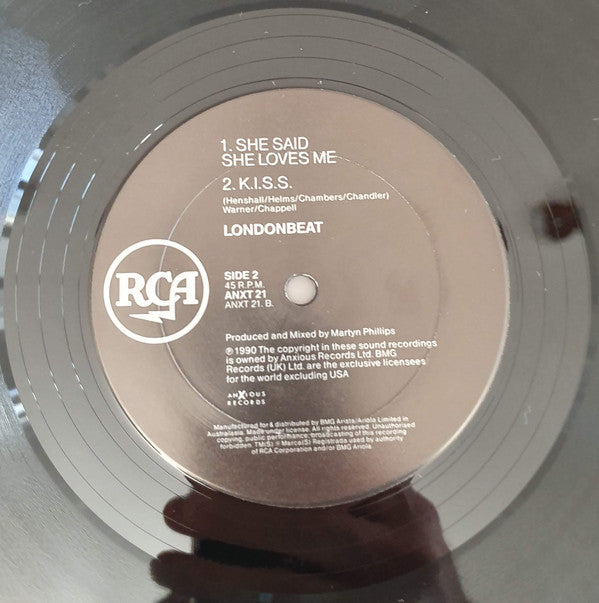 1. SHE SAID
SHE LOVES ME
2. K.I.S.S.
(Henshall/Helms/Chambers/Chandler)
Warner/Chappell
LONDONBEAT
RCA
SIDE 2
45 R.P.M.
ANXT 21
ANXT 21. B.
Produced and Mixed by Martyn Phillips
℗ 1990 The copyright in these sound recordings
is owned by Anxious Records Ltd. BMG
Records (UK) Ltd. are the exclusive licensees
for the world excluding USA
ANXIOUS
RECORDS
Manufactured for & distributed by BMG Arista/Ariola Limited in
Australasia. Made under license. All rights reserved. Unauthorised
copying, public performance, broadcasting of this recording
forbidden. TM(S) ® Marca(S) Registrada used by authority
of RCA Corporation and/or BMG Ariola.